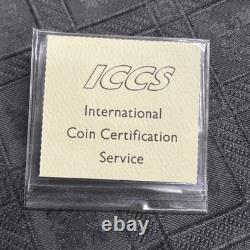 ICCS
International
Coin Certification
Service